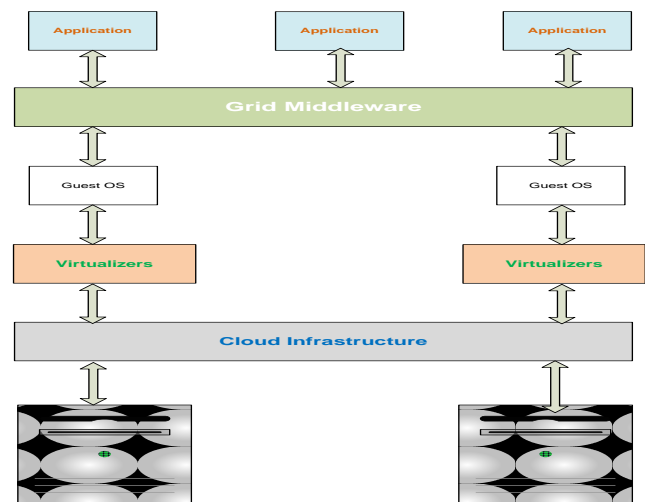 Application
Application
Application
Grid Middleware
Guest OS
Guest OS
Virtualizers
Virtualizers
Cloud Infrastructure